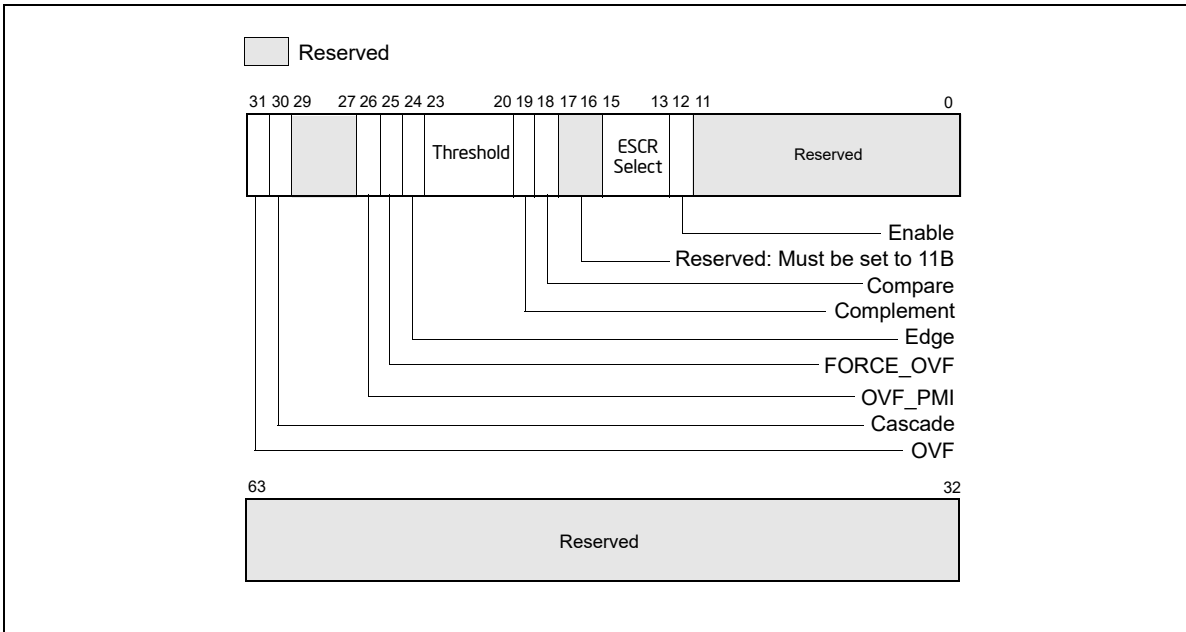 Reserved
31 30 29 27 26 25 24 23 20 19 18 17 16 15 13 12 11 0
Threshold
ESCR
Select
Reserved
Enable
Reserved: Must be set to 11B
Compare
Complement
Edge
FORCE_OVF
OVF_PMI
Cascade
OVF
63 32
Reserved